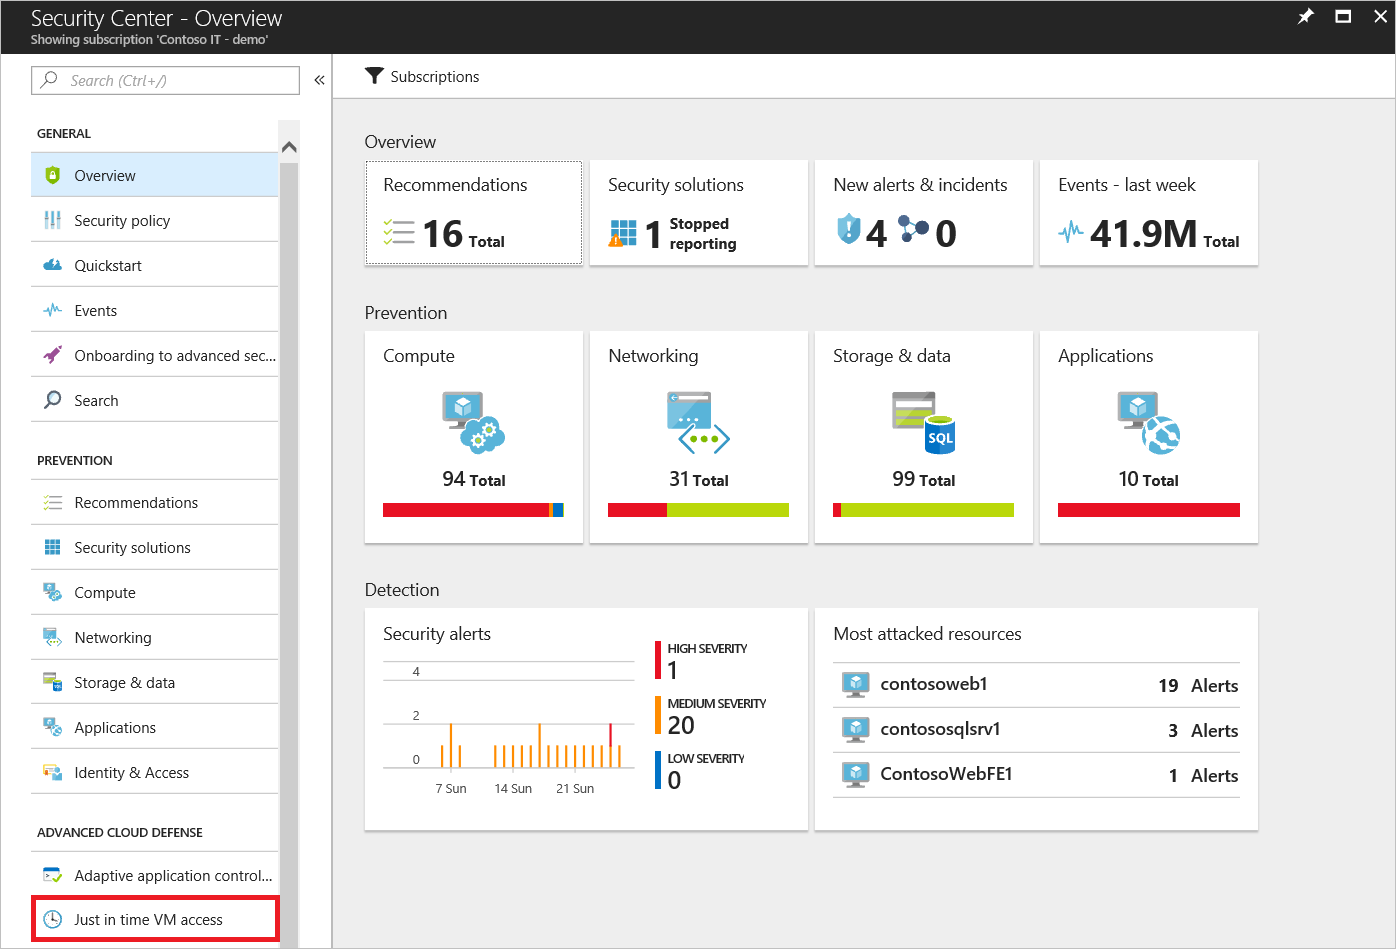 Security Center - Overview
Showing subscription 'Contoso IT - demo'
Search (Ctrl+/)
«
GENERAL
Overview
Security policy
Quickstart
Events
Onboarding to advanced sec...
Search
PREVENTION
Recommendations
Security solutions
Compute
Networking
Storage & data
Applications
Identity & Access
ADVANCED CLOUD DEFENSE
Adaptive application control...
Just in time VM access
Subscriptions
Overview
Recommendations
16 Total
Security solutions
1 Stopped
reporting
New alerts & incidents
4 0
Events - last week
41.9M Total
Prevention
Compute
94 Total
Networking
31 Total
Storage & data
SQL
99 Total
Applications
10 Total
Detection
Security alerts
4
2
0
7 Sun 14 Sun 21 Sun
HIGH SEVERITY
1
MEDIUM SEVERITY
20
LOW SEVERITY
0
Most attacked resources
contosoweb1 19 Alerts
contososqlsrv1 3 Alerts
ContosoWebFE1 1 Alerts